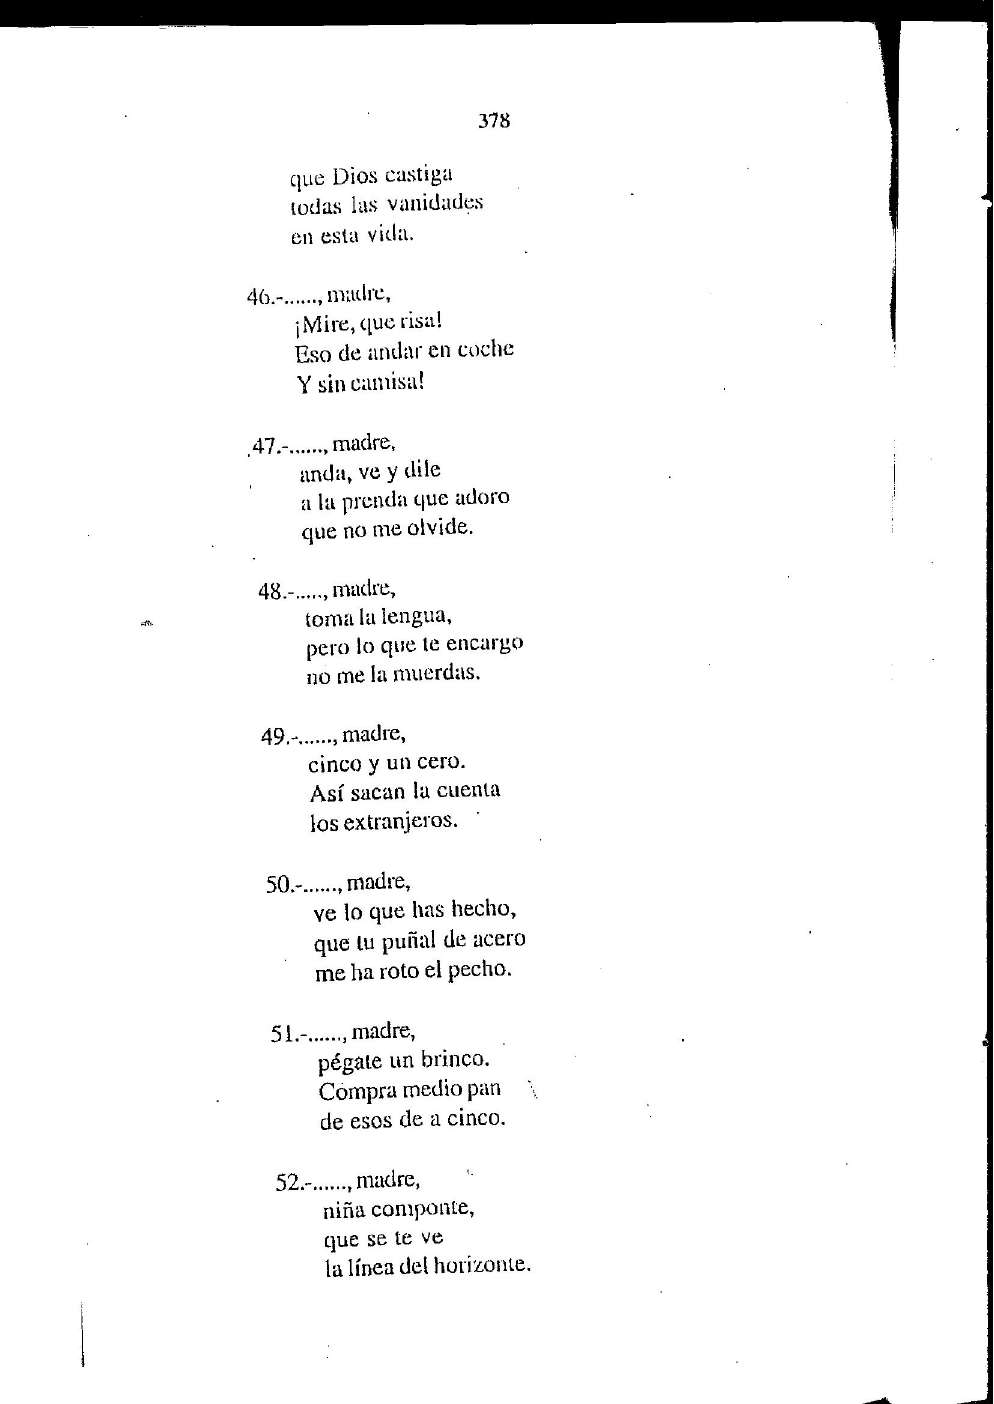 378
que Dios castiga
todas las vanidades
en esta vida.
46.-......, madre,
¡Mire, que risa!
Eso de andar en coche
Y sin camisa!
47.-......, madre,
anda, ve y dile
a la prenda que adoro
que no me olvide.
48.-....., madre,
toma la lengua,
pero lo que te encargo
no me la muerdas.
49.-......, madre,
cinco y un cero.
Así sacan la cuenta
los extranjeros.
50.-......, madre,
ve lo que has hecho,
que tu puñal de acero
me ha roto el pecho.
51.-......, madre,
pégate un brinco.
Compra medio pan
de esos de a cinco.
52.-......, madre,
niña componte,
que se te ve
la línea del horizonte.